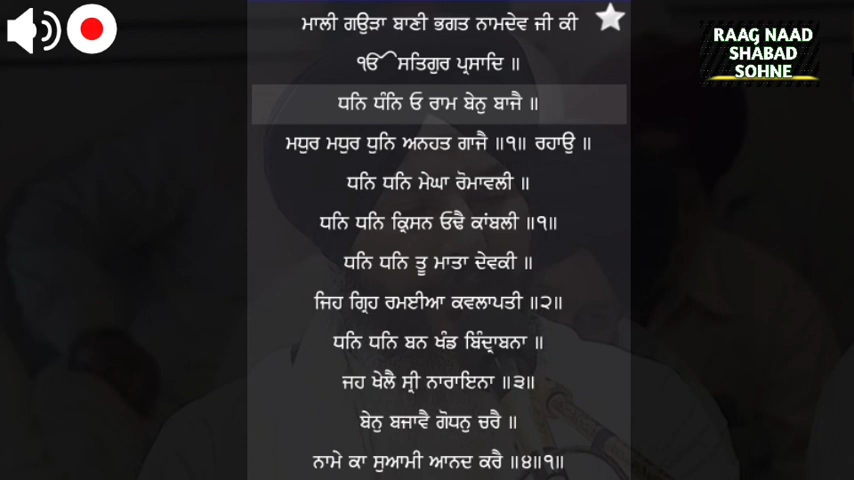 ਮਾਲੀ ਗਉੜਾ ਬਾਣੀ ਭਗਤ ਨਾਮਦੇਵ ਜੀ ਕੀ
ੴ ਸਤਿਗੁਰ ਪ੍ਰਸਾਦਿ ॥
ਧਨਿ ਧੰਨਿ ਓ ਰਾਮ ਬੇਨੁ ਬਾਜੈ ॥
ਮਧੁਰ ਮਧੁਰ ਧੁਨਿ ਅਨਹਤ ਗਾਜੈ ॥੧॥ ਰਹਾਉ ॥
ਧਨਿ ਧਨਿ ਮੇਘਾ ਰੋਮਾਵਲੀ ॥
ਧਨਿ ਧਨਿ ਕ੍ਰਿਸਨ ਓਢੈ ਕਾਂਬਲੀ ॥੧॥
ਧਨਿ ਧਨਿ ਤੂ ਮਾਤਾ ਦੇਵਕੀ ॥
ਜਿਹ ਗ੍ਰਿਹ ਰਮਈਆ ਕਵਲਾਪਤੀ ॥੨॥
ਧਨਿ ਧਨਿ ਬਨ ਖੰਡ ਬਿੰਦ੍ਰਾਬਨਾ ॥
ਜਹ ਖੇਲੈ ਸ੍ਰੀ ਨਾਰਾਇਨਾ ॥੩॥
ਬੇਨੁ ਬਜਾਵੈ ਗੋਧਨੁ ਚਰੈ ॥
ਨਾਮੇ ਕਾ ਸੁਆਮੀ ਆਨਦ ਕਰੈ ॥੪॥੧॥
RAAG NAAD
SHABAD
SOHNE